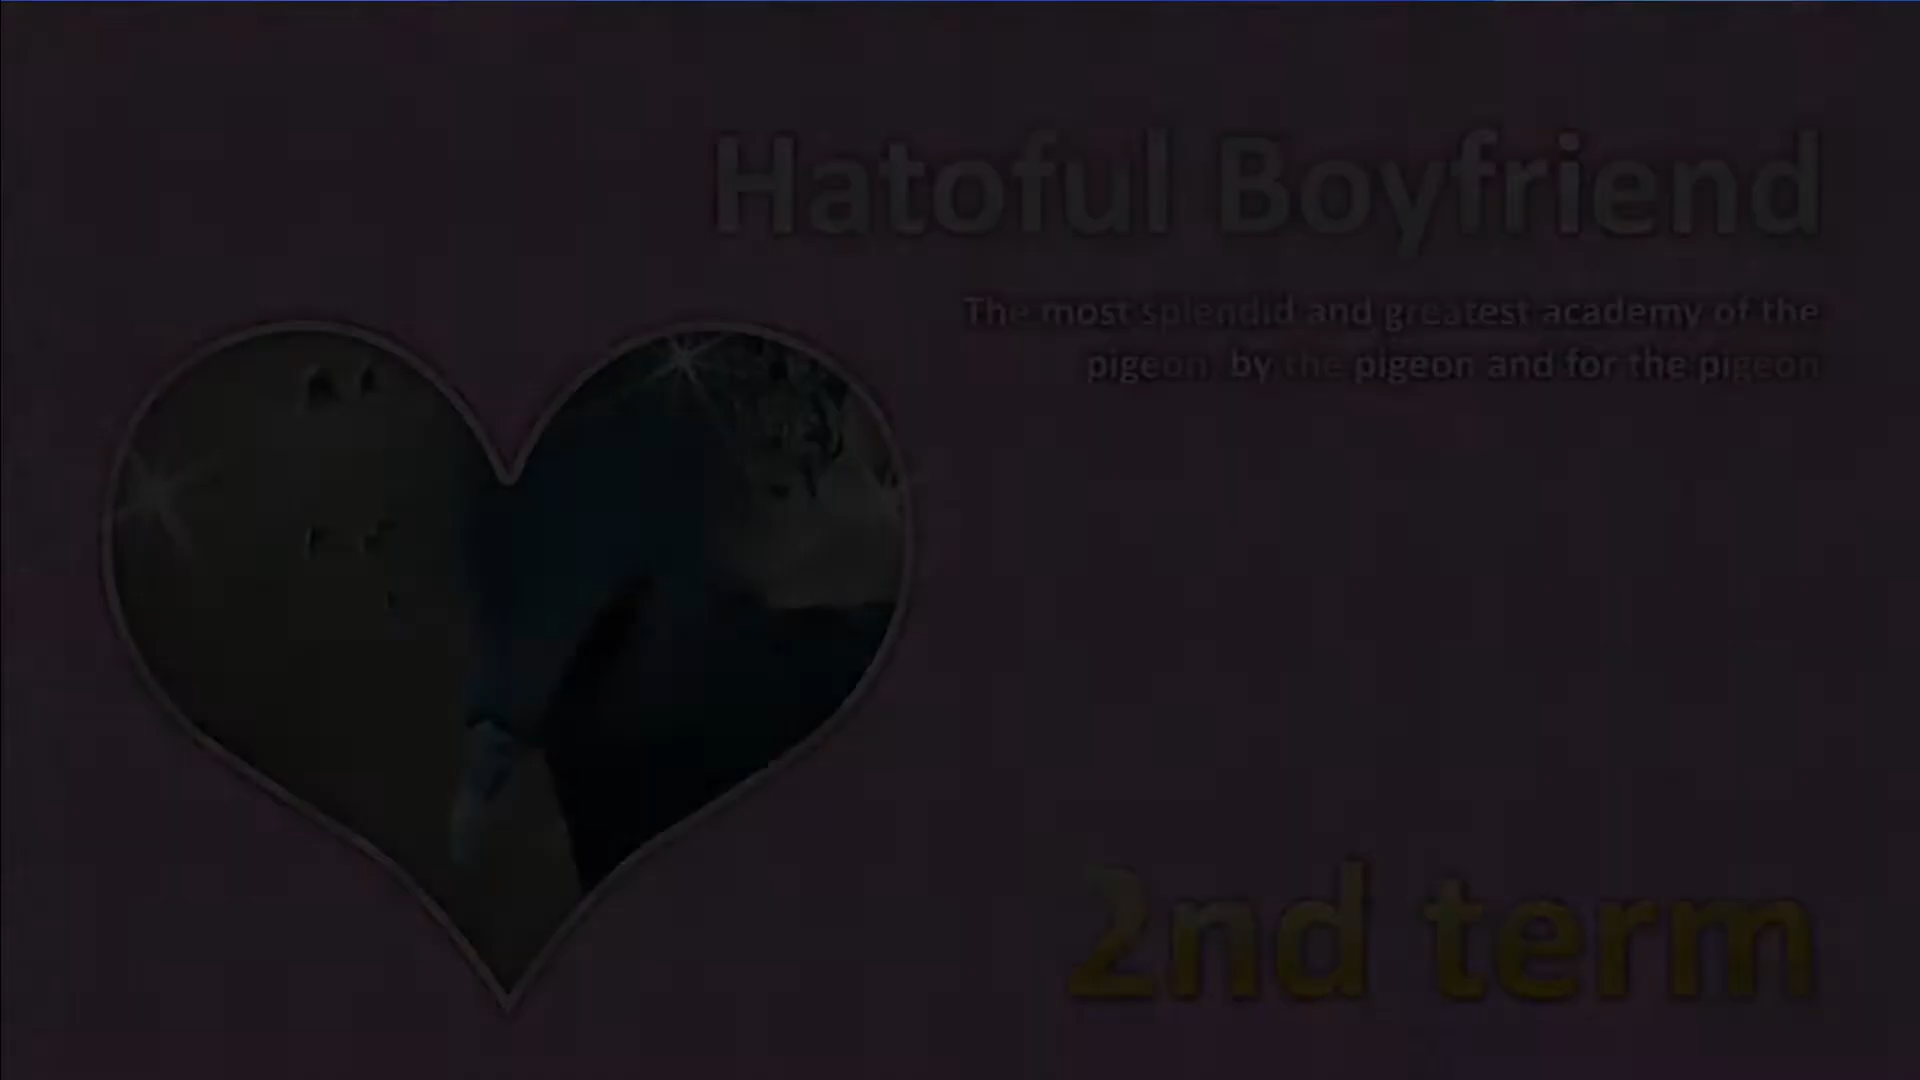 Hatoful Boyfriend
The most splendid and greatest academy of the
pigeon by the pigeon and for the pigeon
2nd term